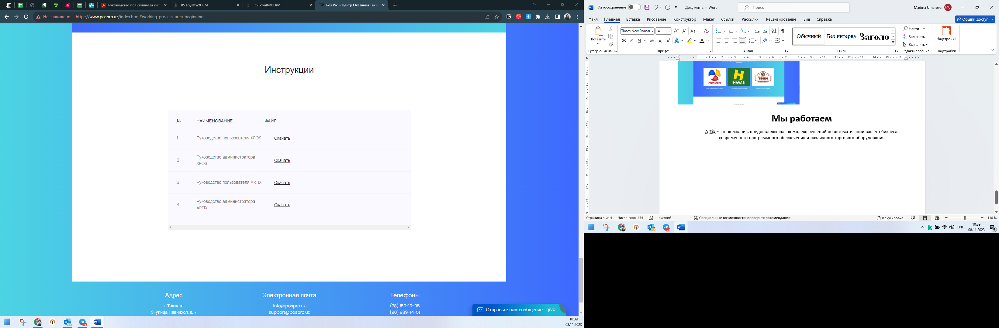 Руководство пользователя сис
RS.Loyalty&CRM
RS.Loyalty&CRM
Pos Pro - Центр Оказания Техн
Не защищено
https://www.pospro.uz/index.html#working-process-area-beginning
Инструкции
№ НАИМЕНОВАНИЕ ФАЙЛ
1 Руководство пользователя XPOS Скачать
2 Руководство администратора XPOS Скачать
3 Руководство пользователя ARTIX Скачать
4 Руководство администратора ARTIX Скачать
Адрес
г. Ташкент
3-улица Навнихол, д. 7
Электронная почта
info@pospro.uz
support@pospro.uz
Телефоны
(78) 150-10-05
(90) 989-14-51
Отправьте нам сообщение jivo
10:39
08.11.2023
Автосохранение
Документ2 - Word
Поиск
Madina Umarova MU
Файл Главная Вставка Рисование Конструктор Макет Ссылки Рассылки Рецензирование Вид Справка
Общий доступ
Вставить
Буфер обмена
Times New Roman 14
Шрифт
Абзац
Обычный Без интерва Заголо
Стили
Найти
Заменить
Выделить
Редактирование
Надстройки
Надстройки
makro
HAVAS
TEGEN
Мы работаем
Artix – это компания, предоставляющая комплекс решений по автоматизации вашего бизнеса:
современного программного обеспечения и различного торгового оборудования
Страница 4 из 4 Число слов: 434 русский Специальные возможности: проверьте рекомендации Фокусировка 110 %
ENG
10:39
08.11.2023